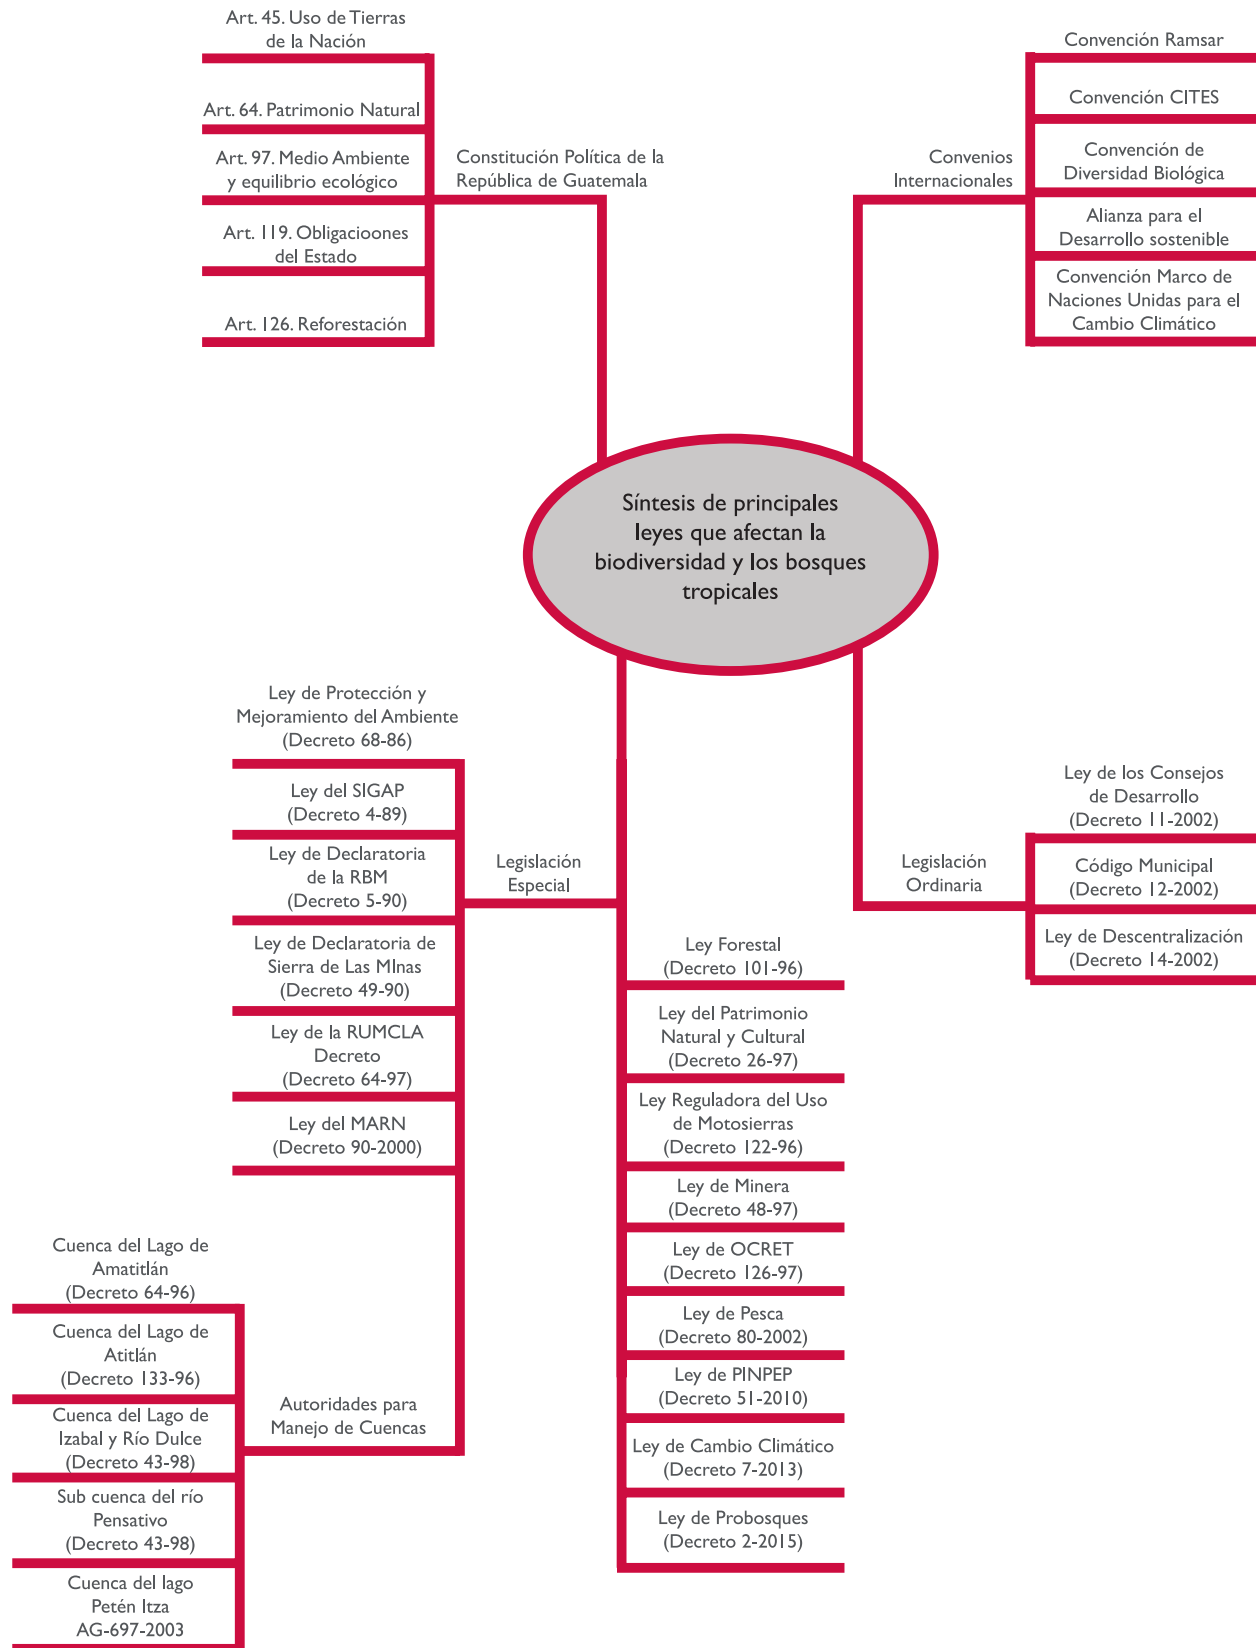 Art. 45. Uso de Tierras
de la Nación
Art. 64. Patrimonio Natural
Art. 97. Medio Ambiente
y equilibrio ecológico
Art. 119. Obligacioones
del Estado
Art. 126. Reforestación
Constitución Política de la
República de Guatemala
Convenios
Internacionales
Convención Ramsar
Convención CITES
Convención de
Diversidad Biológica
Alianza para el
Desarrollo sostenible
Convención Marco de
Naciones Unidas para el
Cambio Climático
Síntesis de principales
leyes que afectan la
biodiversidad y los bosques
tropicales
Ley de Protección y
Mejoramiento del Ambiente
(Decreto 68-86)
Ley del SIGAP
(Decreto 4-89)
Ley de Declaratoria
de la RBM
(Decreto 5-90)
Ley de Declaratoria de
Sierra de Las MInas
(Decreto 49-90)
Ley de la RUMCLA
Decreto
(Decreto 64-97)
Ley del MARN
(Decreto 90-2000)
Legislación
Especial
Ley Forestal
(Decreto 101-96)
Ley del Patrimonio
Natural y Cultural
(Decreto 26-97)
Ley Reguladora del Uso
de Motosierras
(Decreto 122-96)
Ley de Minera
(Decreto 48-97)
Ley de OCRET
(Decreto 126-97)
Ley de Pesca
(Decreto 80-2002)
Ley de PINPEP
(Decreto 51-2010)
Ley de Cambio Climático
(Decreto 7-2013)
Ley de Probosques
(Decreto 2-2015)
Legislación
Ordinaria
Ley de los Consejos
de Desarrollo
(Decreto 11-2002)
Código Municipal
(Decreto 12-2002)
Ley de Descentralización
(Decreto 14-2002)
Cuenca del Lago de
Amatitlán
(Decreto 64-96)
Cuenca del Lago de
Atitlán
(Decreto 133-96)
Cuenca del Lago de
Izabal y Río Dulce
(Decreto 43-98)
Sub cuenca del río
Pensativo
(Decreto 43-98)
Cuenca del lago
Petén Itza
AG-697-2003
Autoridades para
Manejo de Cuencas